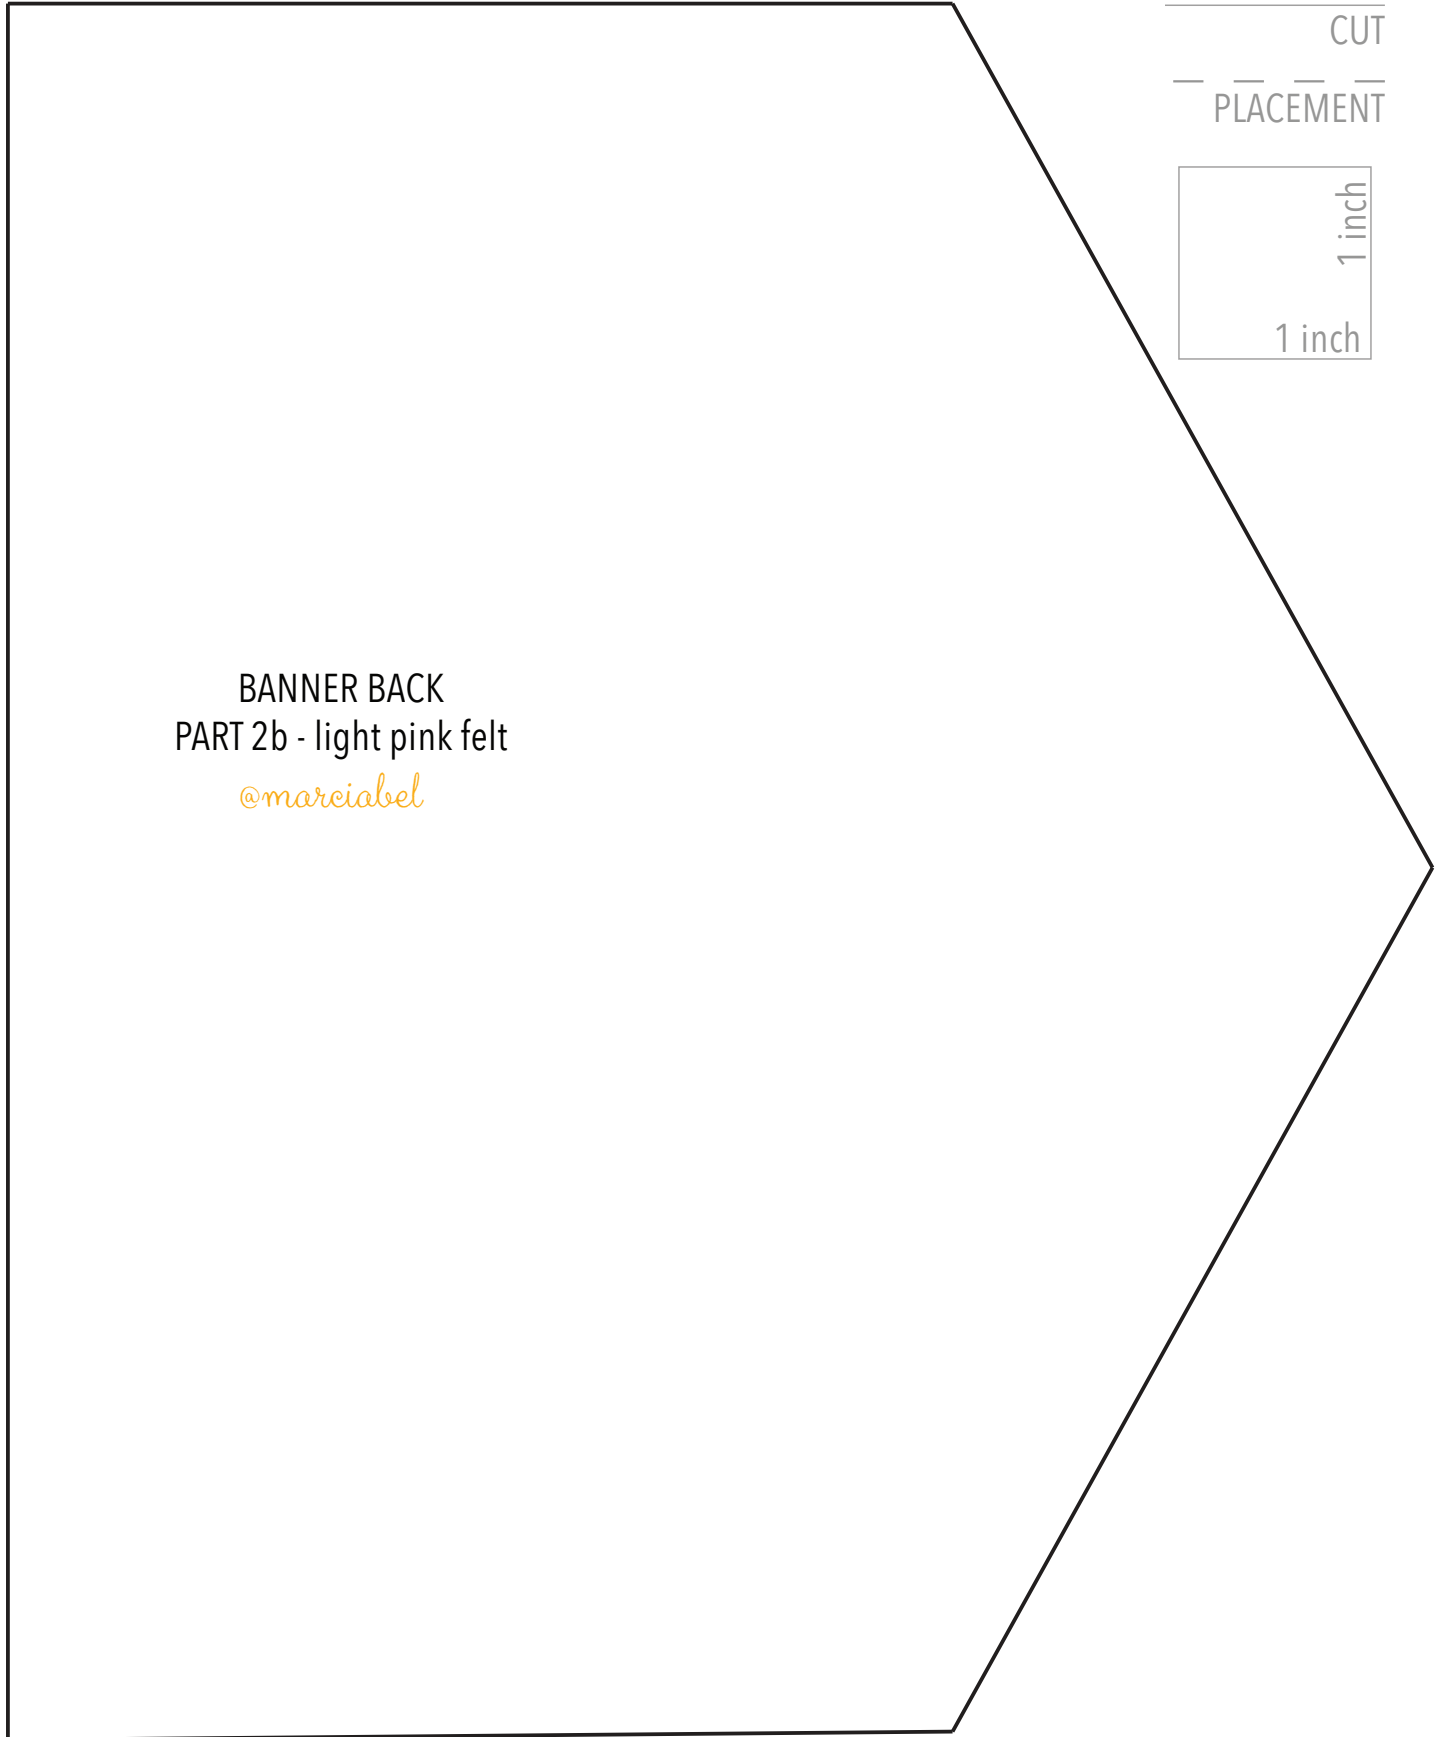 CUT
PLACEMENT
1 inch
1 inch
BANNER BACK
PART 2b - light pink felt
@marciabel